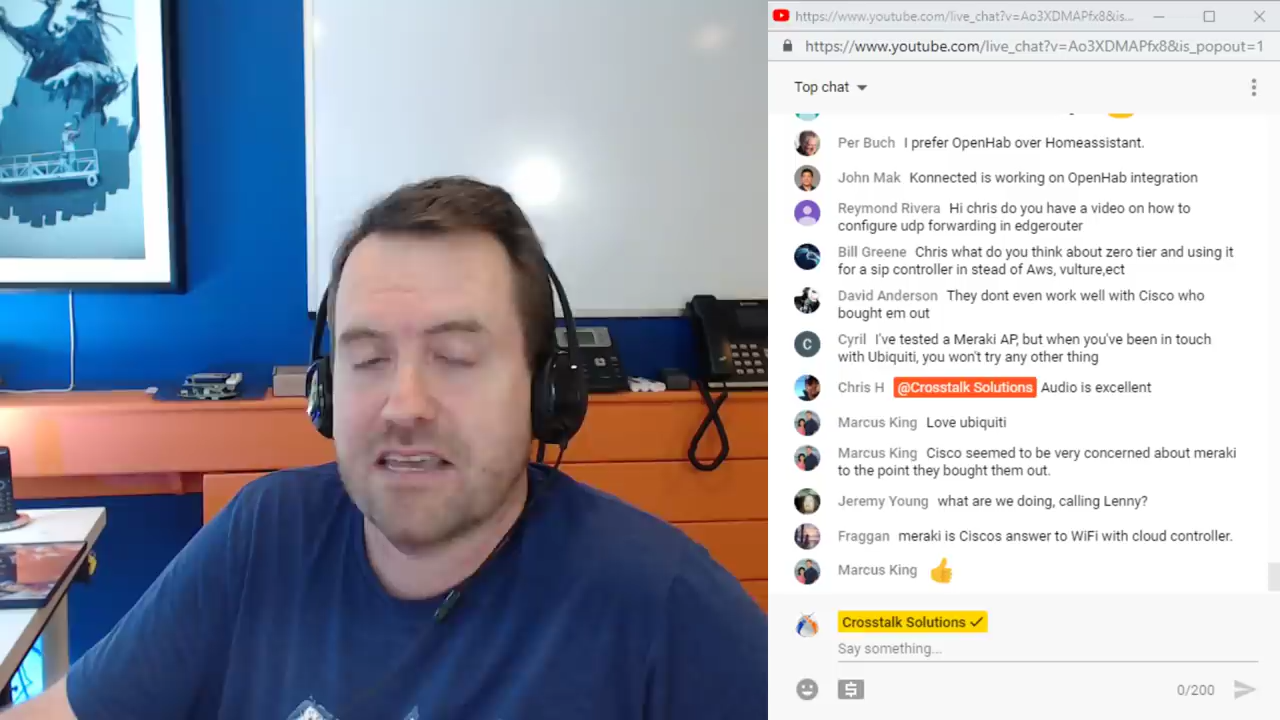 https://www.youtube.com/live_chat?v=Ao3XDMAPfx8&is...
https://www.youtube.com/live_chat?v=Ao3XDMAPfx8&is_popout=1
Top chat
Per Buch I prefer OpenHab over Homeassistant.
John Mak Konnected is working on OpenHab integration
Reymond Rivera Hi chris do you have a video on how to
configure udp forwarding in edgerouter
Bill Greene Chris what do you think about zero tier and using it
for a sip controller in stead of Aws, vulture,ect
David Anderson They dont even work well with Cisco who
bought em out
C
Cyril I've tested a Meraki AP, but when you've been in touch
with Ubiquiti, you won't try any other thing
Chris H @Crosstalk Solutions Audio is excellent
Marcus King Love ubiquiti
Marcus King Cisco seemed to be very concerned about meraki
to the point they bought them out.
Jeremy Young what are we doing, calling Lenny?
Fraggan meraki is Ciscos answer to WiFi with cloud controller.
Marcus King 👍
Crosstalk Solutions ✓
Say something...
0/200